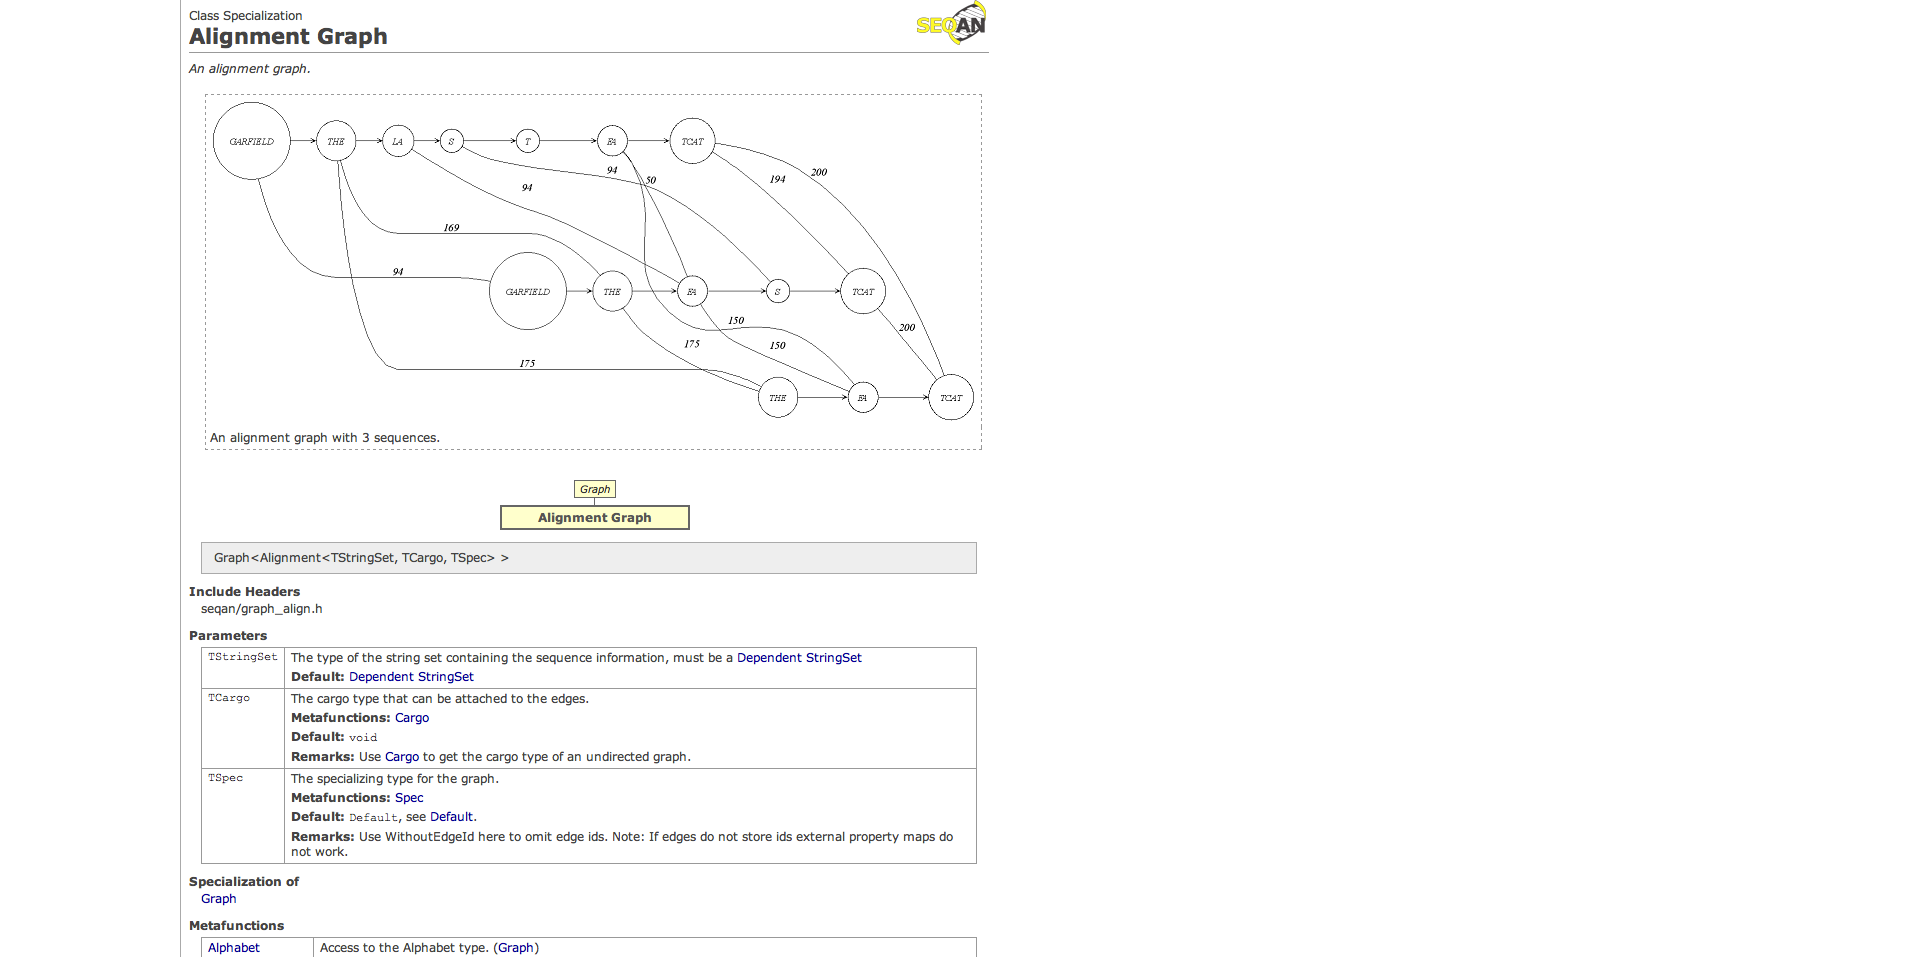 Class Specialization
Alignment Graph
SEQAN
An alignment graph.
GARFIELD THE LA S T FA TCAT
94 94 50 194 200
169
94
GARFIELD THE FA S TCAT
150 200
175 150
175
THE FA TCAT
An alignment graph with 3 sequences.
Graph
Alignment Graph
Graph<Alignment<TStringSet, TCargo, TSpec> >
Include Headers
seqan/graph_align.h
Parameters
TStringSet The type of the string set containing the sequence information, must be a Dependent StringSet
Default: Dependent StringSet
TCargo The cargo type that can be attached to the edges.
Metafunctions: Cargo
Default: void
Remarks: Use Cargo to get the cargo type of an undirected graph.
TSpec The specializing type for the graph.
Metafunctions: Spec
Default: Default, see Default.
Remarks: Use WithoutEdgeId here to omit edge ids. Note: If edges do not store ids external property maps do
not work.
Specialization of
Graph
Metafunctions
Alphabet Access to the Alphabet type. (Graph)